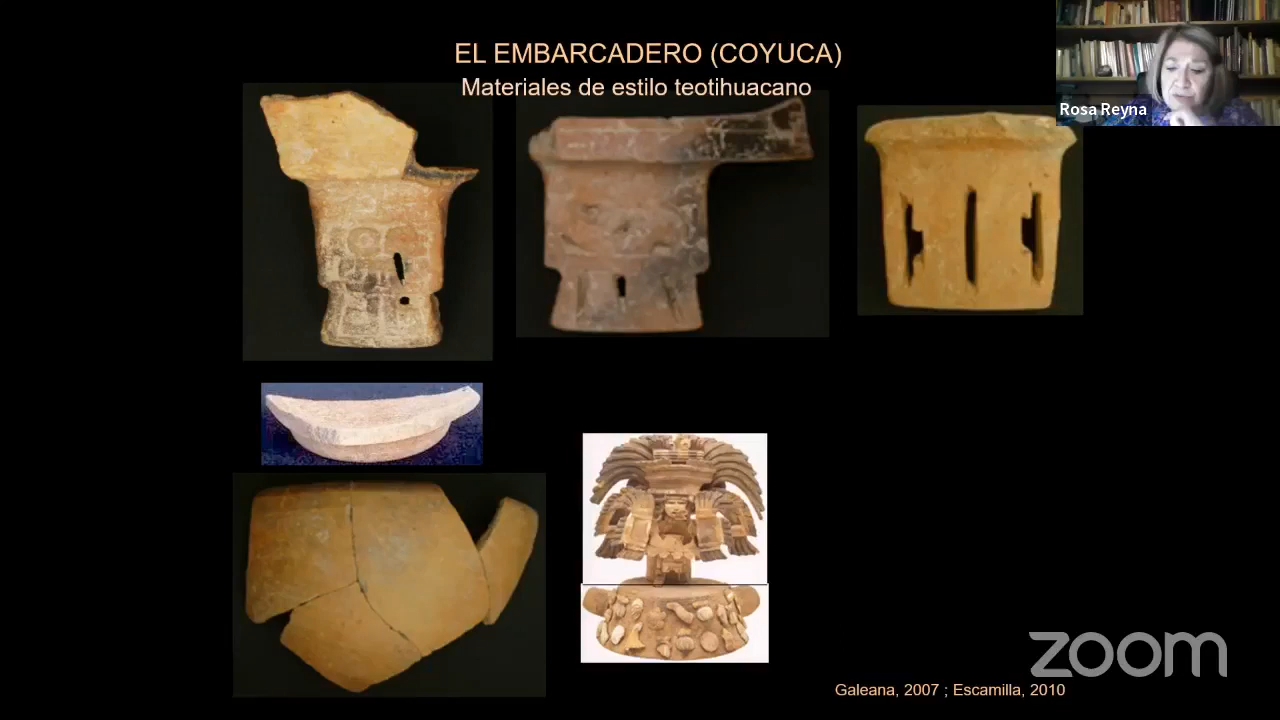 EL EMBARCADERO (COYUCA)
Materiales de estilo teotihuacano
Rosa Reyna
zoom
Galeana, 2007 ; Escamilla, 2010